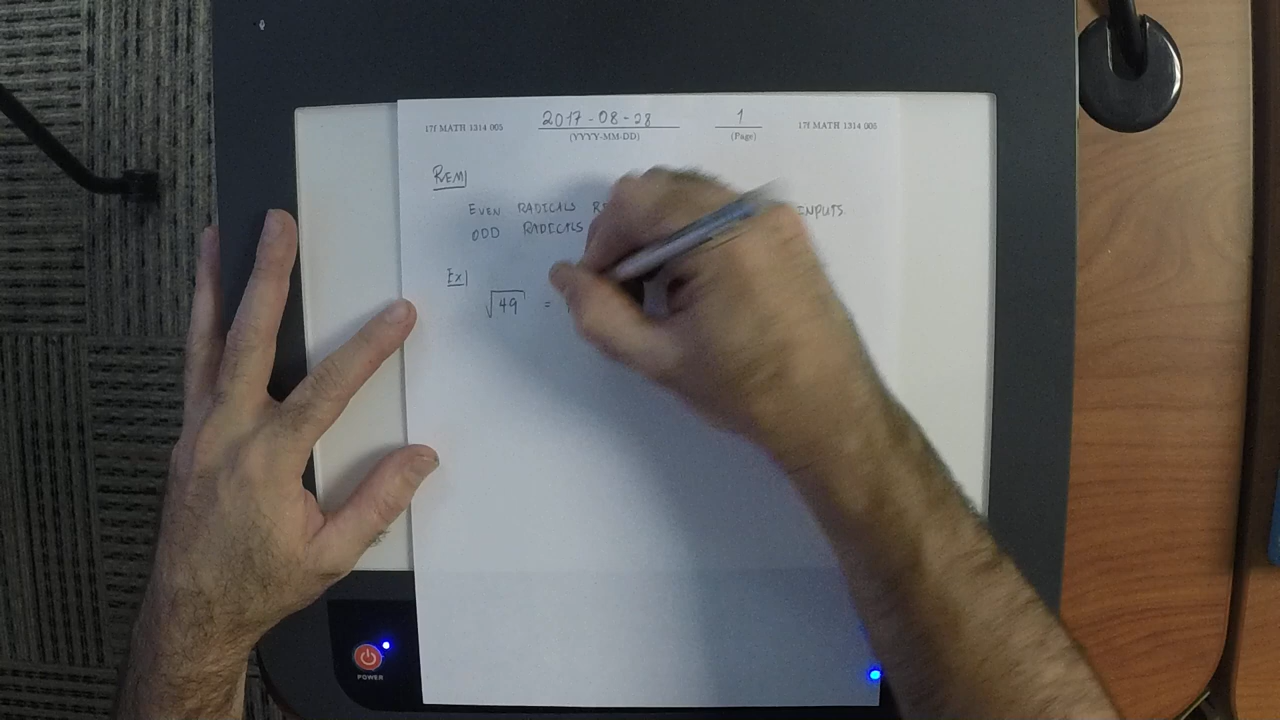 17f MATH 1314 005 2017-08-28 1 17f MATH 1314 005
(YYYY-MM-DD) (Page)
REM
EVEN RADICALS INPUTS.
ODD RADICALS
EX
√49 =
POWER